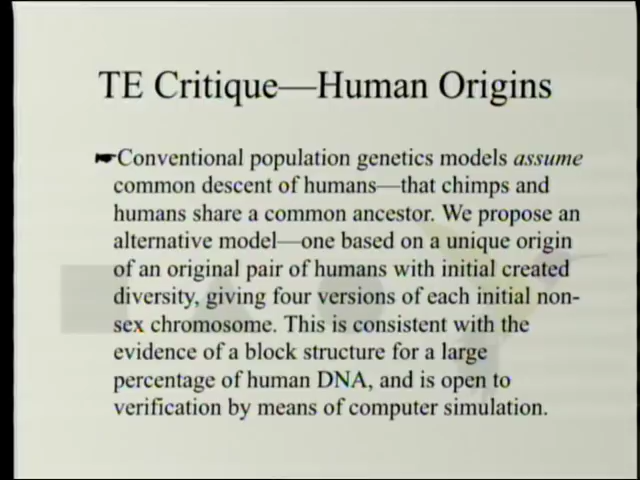 TE Critique—Human Origins
Conventional population genetics models assume
common descent of humans—that chimps and
humans share a common ancestor. We propose an
alternative model—one based on a unique origin
of an original pair of humans with initial created
diversity, giving four versions of each initial non-
sex chromosome. This is consistent with the
evidence of a block structure for a large
percentage of human DNA, and is open to
verification by means of computer simulation.